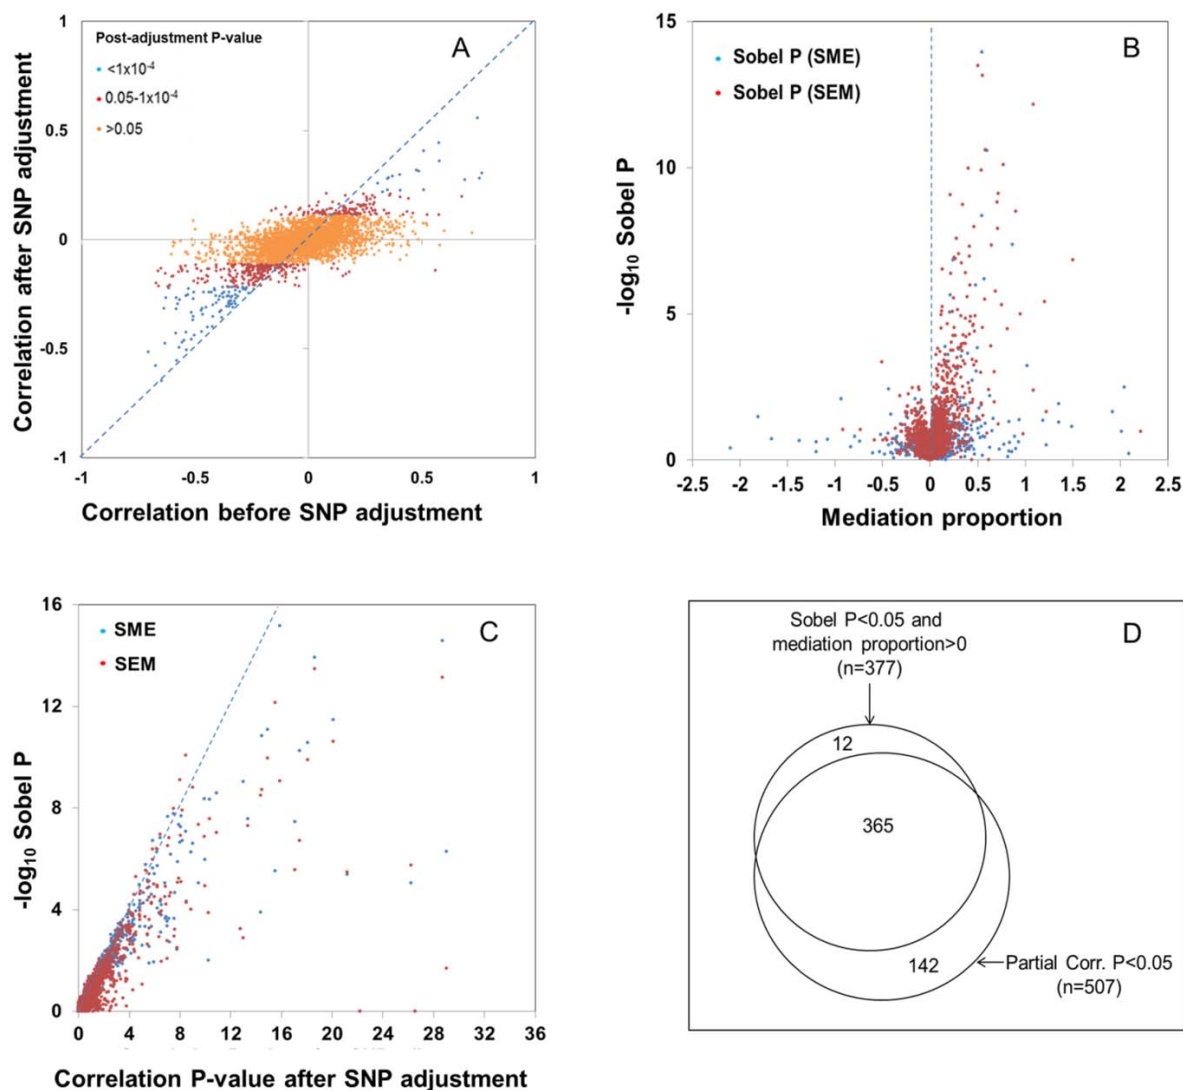 A
Post-adjustment P-value
<1x10-4
0.05-1x10-4
>0.05
Correlation after SNP adjustment
1
0.5
0
-0.5
-1
-1 -0.5 0 0.5 1
Correlation before SNP adjustment
B
Sobel P (SME)
Sobel P (SEM)
-log10 Sobel P
15
10
5
0
-2.5 -2 -1.5 -1 -0.5 0 0.5 1 1.5 2 2.5
Mediation proportion
C
SME
SEM
-log10 Sobel P
16
12
8
4
0
0 4 8 12 16 20 24 28 32 36
Correlation P-value after SNP adjustment
Sobel P<0.05 and
mediation proportion>0
(n=377)
D
12
365
142
Partial Corr. P<0.05
(n=507)